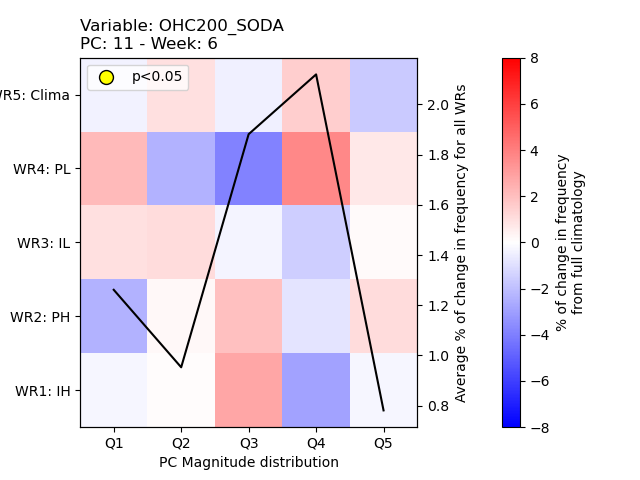 Variable: OHC200_SODA
PC: 11 - Week: 6
p<0.05
WR5: Clima
WR4: PL
WR3: IL
WR2: PH
WR1: IH
Q1 Q2 Q3 Q4 Q5
PC Magnitude distribution
2.0
1.8
1.6
1.4
1.2
1.0
0.8
Average % of change in frequency for all WRs
8
6
4
2
0
−2
−4
−6
−8
% of change in frequency
from full climatology